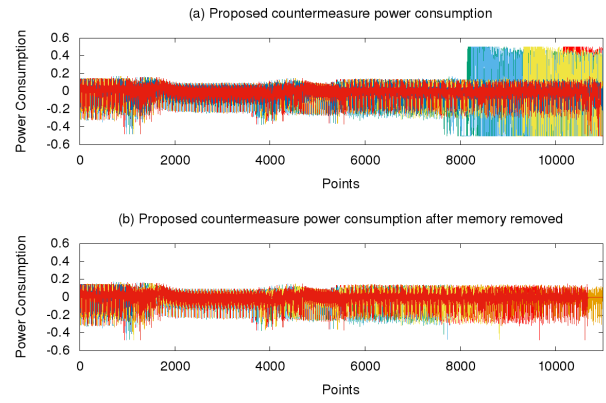 (a) Proposed countermeasure power consumption
0.6
0.4
0.2
0
-0.2
-0.4
-0.6
Power Consumption
0 2000 4000 6000 8000 10000
Points
(b) Proposed countermeasure power consumption after memory removed
0.6
0.4
0.2
0
-0.2
-0.4
-0.6
Power Consumption
0 2000 4000 6000 8000 10000
Points